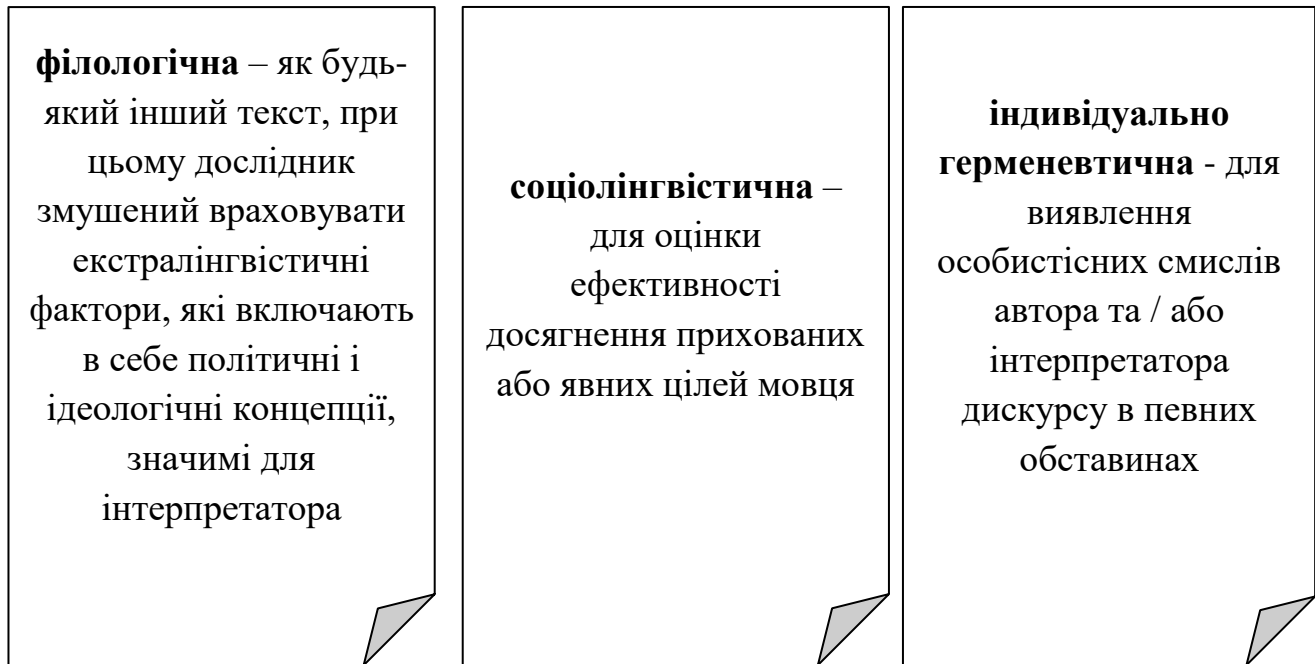 філологічна – як будь-
який інший текст, при
цьому дослідник
змушений враховувати
екстралінгвістичні
фактори, які включають
в себе політичні і
ідеологічні концепції,
значимі для
інтерпретатора
соціолінгвістична –
для оцінки
ефективності
досягнення прихованих
або явних цілей мовця
індивідуально
герменевтична - для
виявлення
особистісних смислів
автора та / або
інтерпретатора
дискурсу в певних
обставинах